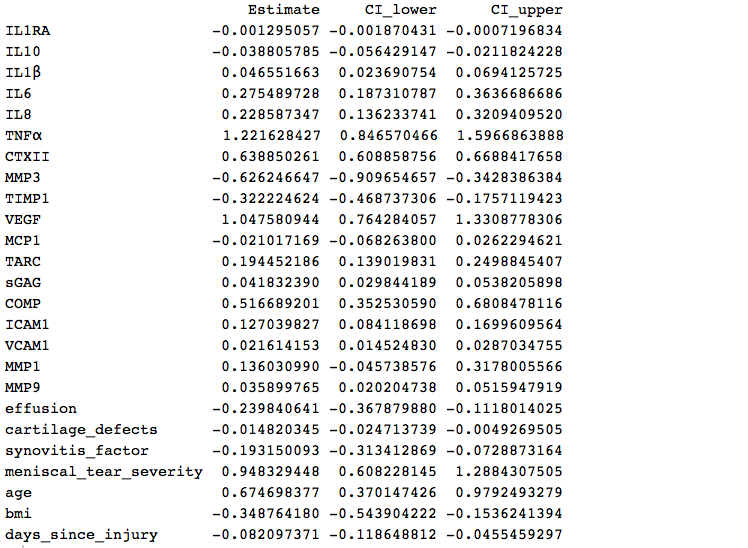 Estimate CI_lower CI_upper
IL1RA -0.001295057 -0.001870431 -0.0007196834
IL10 -0.038805785 -0.056429147 -0.0211824228
IL1β 0.046551663 0.023690754 0.0694125725
IL6 0.275489728 0.187310787 0.3636686686
IL8 0.228587347 0.136233741 0.3209409520
TNFα 1.221628427 0.846570466 1.5966863888
CTXII 0.638850261 0.608858756 0.6688417658
MMP3 -0.626246647 -0.909654657 -0.3428386384
TIMP1 -0.322224624 -0.468737306 -0.1757119423
VEGF 1.047580944 0.764284057 1.3308778306
MCP1 -0.021017169 -0.068263800 0.0262294621
TARC 0.194452186 0.139019831 0.2498845407
sGAG 0.041832390 0.029844189 0.0538205898
COMP 0.516689201 0.352530590 0.6808478116
ICAM1 0.127039827 0.084118698 0.1699609564
VCAM1 0.021614153 0.014524830 0.0287034755
MMP1 0.136030990 -0.045738576 0.3178005566
MMP9 0.035899765 0.020204738 0.0515947919
effusion -0.239840641 -0.367879880 -0.1118014025
cartilage_defects -0.014820345 -0.024713739 -0.0049269505
synovitis_factor -0.193150093 -0.313412869 -0.0728873164
meniscal_tear_severity 0.948329448 0.608228145 1.2884307505
age 0.674698377 0.370147426 0.9792493279
bmi -0.348764180 -0.543904222 -0.1536241394
days_since_injury -0.082097371 -0.118648812 -0.0455459297